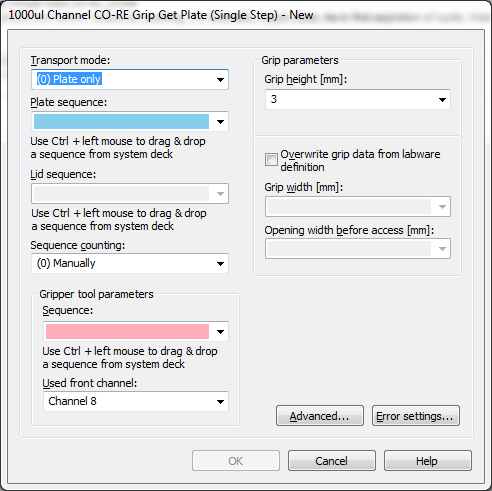 1000ul Channel CO-RE Grip Get Plate (Single Step) - New
Transport mode:
(0) Plate only
Plate sequence:
Use Ctrl + left mouse to drag & drop
a sequence from system deck
Lid sequence:
Use Ctrl + left mouse to drag & drop
a sequence from system deck
Sequence counting:
(0) Manually
Gripper tool parameters
Sequence:
Use Ctrl + left mouse to drag & drop
a sequence from system deck
Used front channel:
Channel 8
Grip parameters
Grip height [mm]:
3
Overwrite grip data from labware
definition
Grip width [mm]:
Opening width before access [mm]:
Advanced...
Error settings...
OK
Cancel
Help